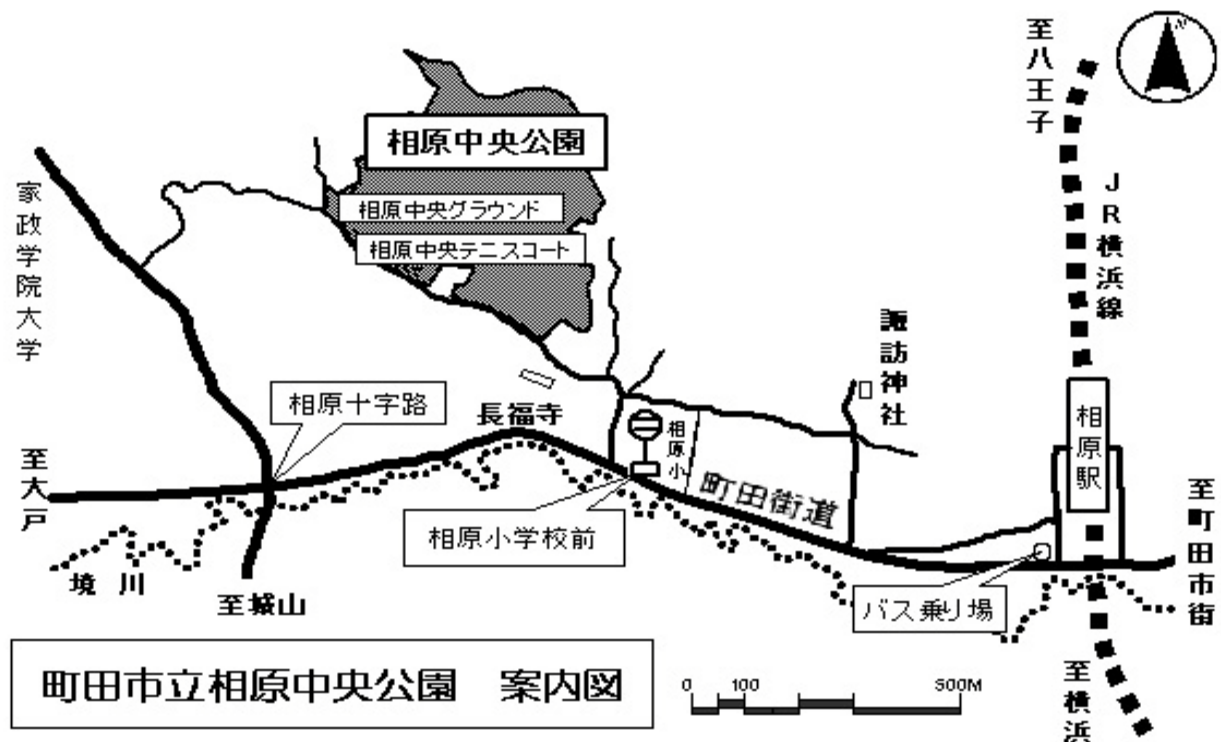 至八王子
N
相原中央公園
JR横浜線
家政学院大学
相原中央グラウンド
相原中央テニスコート
諏訪神社
相原十字路
長福寺
相原小
相原駅
至大戸
町田街道
至町田市街
相原小学校前
境川
至城山
バス乗り場
町田市立相原中央公園 案内図
0 100 500M
至横浜